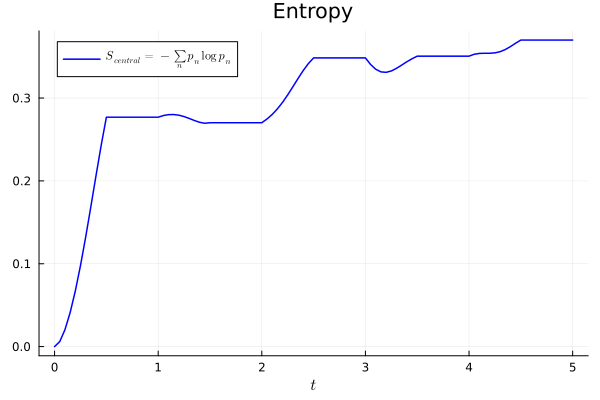 Entropy
S_central = - ∑_n p_n log p_n
0.3
0.2
0.1
0.0
0 1 2 3 4 5
t